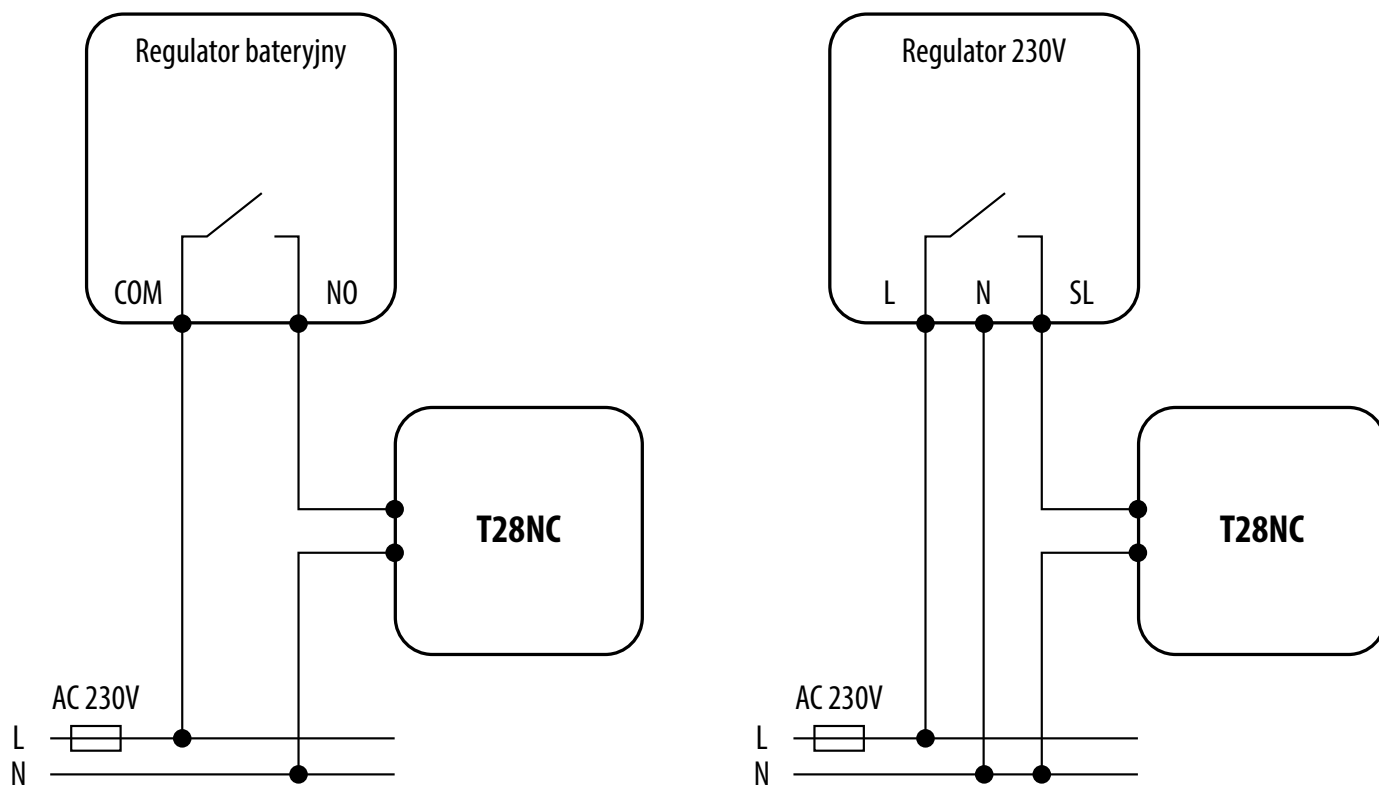 Regulator bateryjny
COM NO
T28NC
AC 230V
L
N
Regulator 230V
L N SL
T28NC
AC 230V
L
N